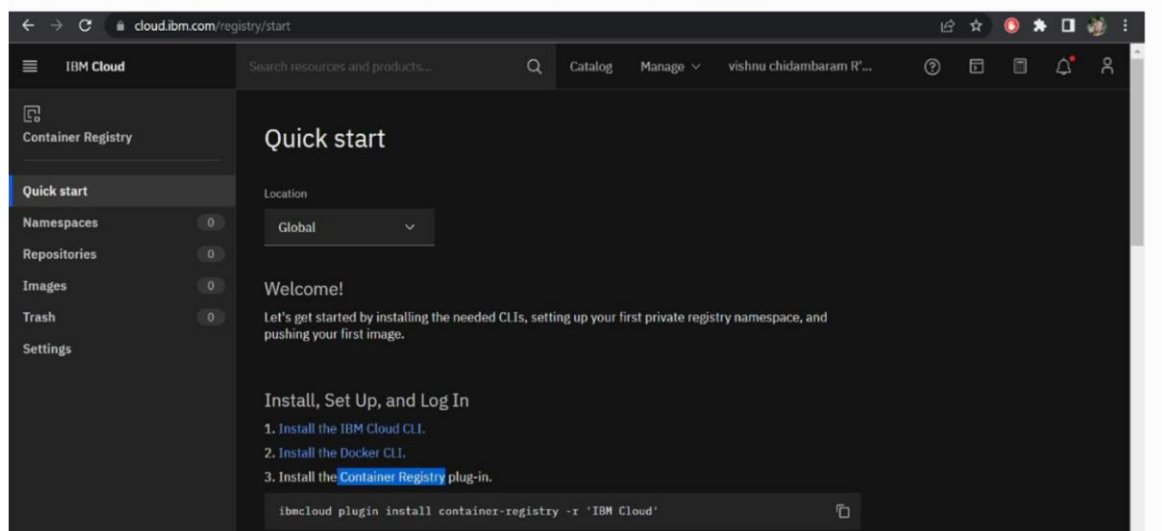 cloud.ibm.com/registry/start
IBM Cloud
Search resources and products...
Catalog
Manage
vishnu chidambaram R'...
Container Registry
Quick start
Namespaces 0
Repositories 0
Images 0
Trash 0
Settings
Quick start
Location
Global
Welcome!
Let's get started by installing the needed CLIs, setting up your first private registry namespace, and
pushing your first image.
Install, Set Up, and Log In
1. Install the IBM Cloud CLI.
2. Install the Docker CLI.
3. Install the Container Registry plug-in.
ibmcloud plugin install container-registry -r 'IBM Cloud'